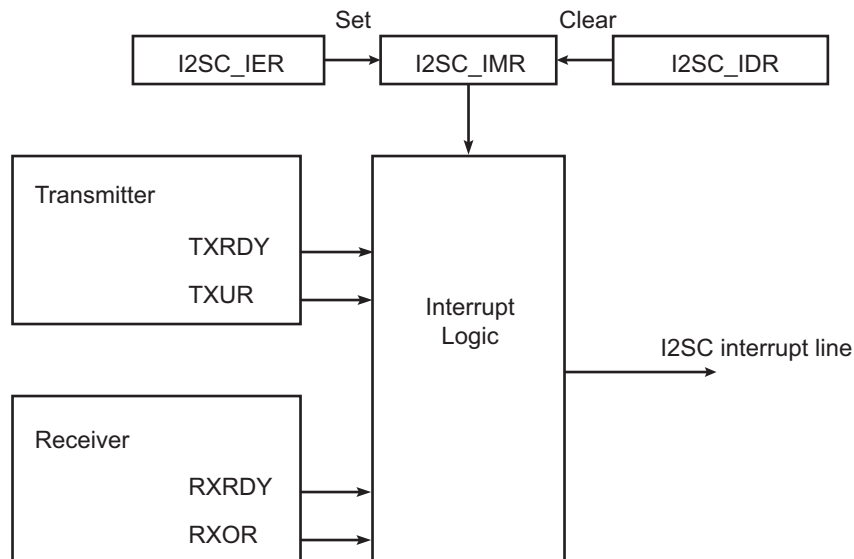 Set
Clear
I2SC_IER
I2SC_IMR
I2SC_IDR
Transmitter
TXRDY
TXUR
Interrupt
Logic
I2SC interrupt line
Receiver
RXRDY
RXOR